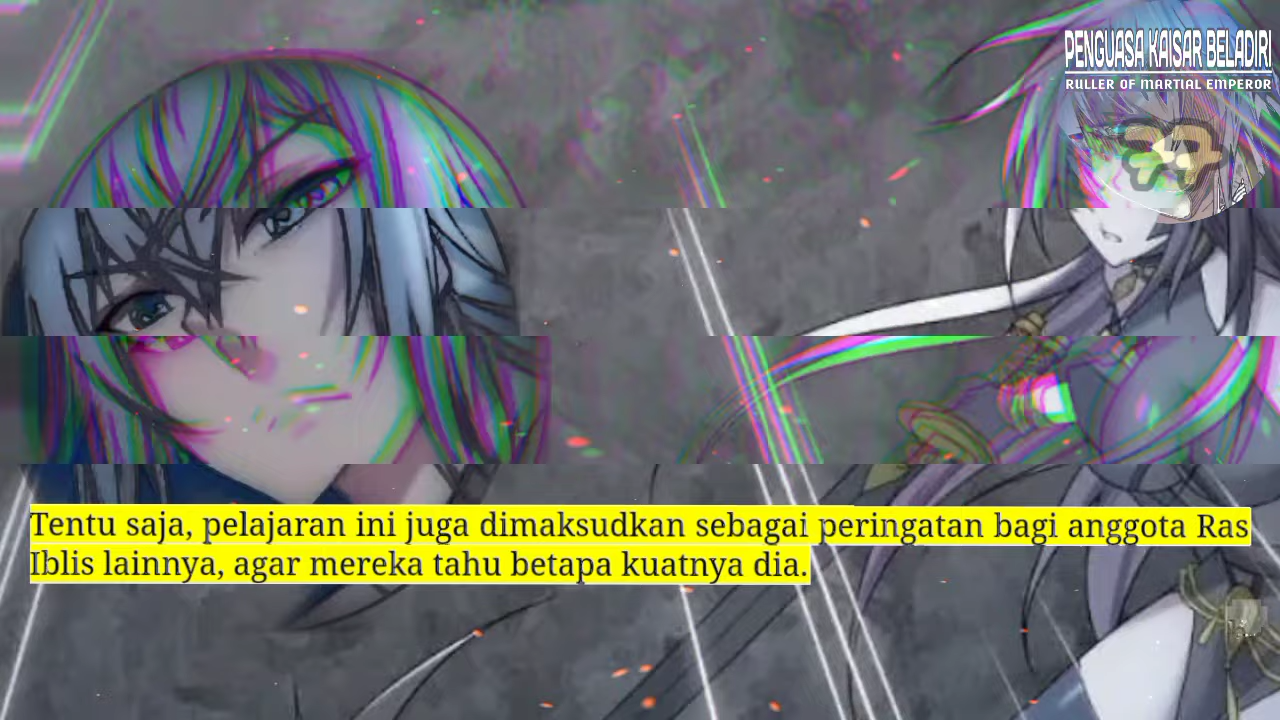 PENGUASA KAISAR BELADIRI
RULLER OF MARTIAL EMPEROR
Tentu saja, pelajaran ini juga dimaksudkan sebagai peringatan bagi anggota Ras
Iblis lainnya, agar mereka tahu betapa kuatnya dia.